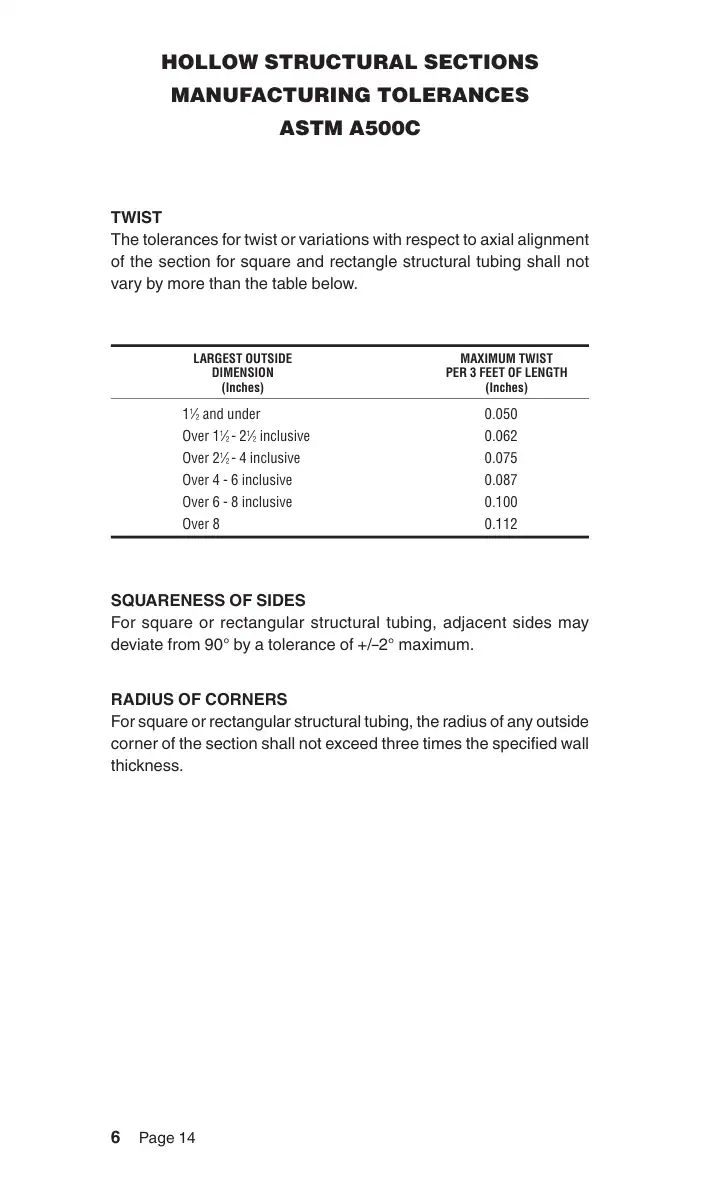 HOLLOW STRUCTURAL SECTIONS
MANUFACTURING TOLERANCES
ASTM A500C
TWIST
The tolerances for twist or variations with respect to axial alignment
of the section for square and rectangle structural tubing shall not
vary by more than the table below.
LARGEST OUTSIDE MAXIMUM TWIST
DIMENSION PER 3 FEET OF LENGTH
(Inches) (Inches)
1½ and under 0.050
Over 1½ - 2½ inclusive 0.062
Over 2½ - 4 inclusive 0.075
Over 4 - 6 inclusive 0.087
Over 6 - 8 inclusive 0.100
Over 8 0.112
SQUARENESS OF SIDES
For square or rectangular structural tubing, adjacent sides may
deviate from 90° by a tolerance of +/–2° maximum.
RADIUS OF CORNERS
For square or rectangular structural tubing, the radius of any outside
corner of the section shall not exceed three times the specified wall
thickness.
6 Page 14